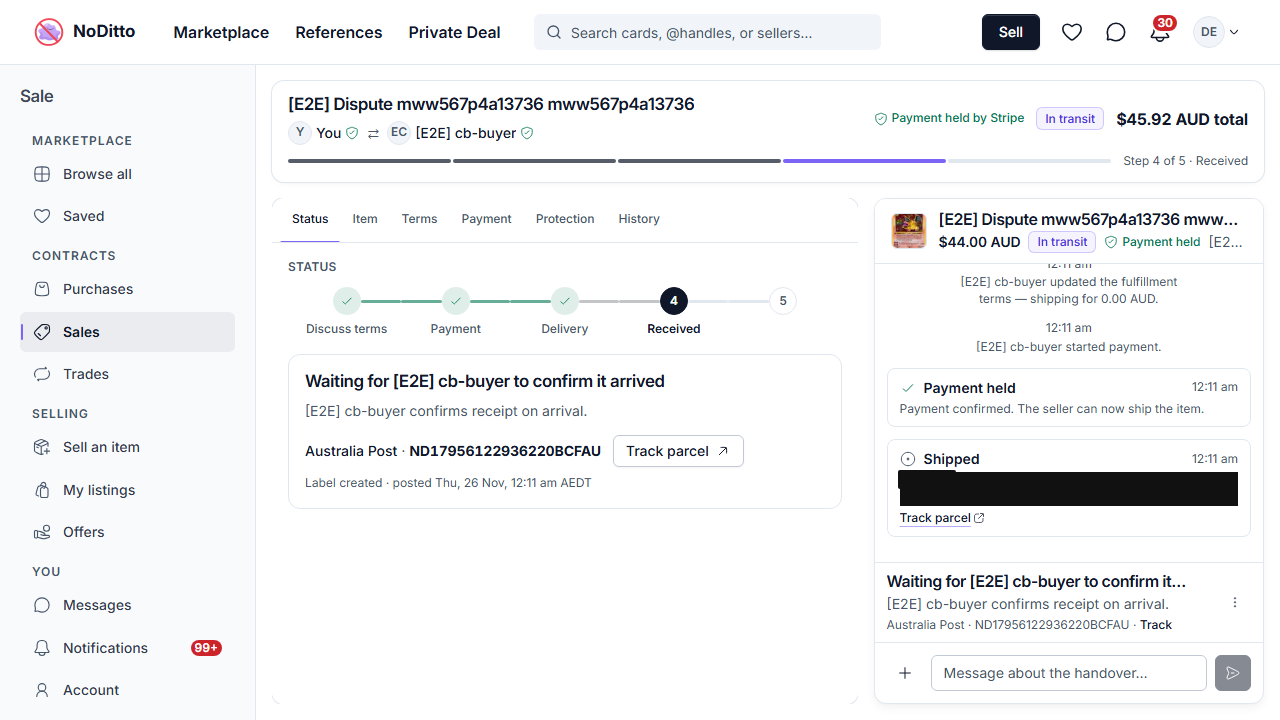 NoDitto
Marketplace
References
Private Deal
Search cards, @handles, or sellers...
Sell
30
DE
Sale
MARKETPLACE
Browse all
Saved
CONTRACTS
Purchases
Sales
Trades
SELLING
Sell an item
My listings
Offers
YOU
Messages
Notifications
99+
Account
[E2E] Dispute mww567p4a13736 mww567p4a13736
Y You EC [E2E] cb-buyer
Payment held by Stripe
In transit
$45.92 AUD total
Step 4 of 5 · Received
Status
Item
Terms
Payment
Protection
History
STATUS
4
5
Discuss terms
Payment
Delivery
Received
Waiting for [E2E] cb-buyer to confirm it arrived
[E2E] cb-buyer confirms receipt on arrival.
Australia Post · ND17956122936220BCFAU
Track parcel
Label created · posted Thu, 26 Nov, 12:11 am AEDT
[E2E] Dispute mww567p4a13736 mww...
$44.00 AUD
In transit
Payment held
[E2...
12:11 am
[E2E] cb-buyer updated the fulfillment
terms — shipping for 0.00 AUD.
12:11 am
[E2E] cb-buyer started payment.
Payment held
12:11 am
Payment confirmed. The seller can now ship the item.
Shipped
12:11 am
Track parcel
Waiting for [E2E] cb-buyer to confirm it...
[E2E] cb-buyer confirms receipt on arrival.
Australia Post · ND17956122936220BCFAU · Track
Message about the handover...